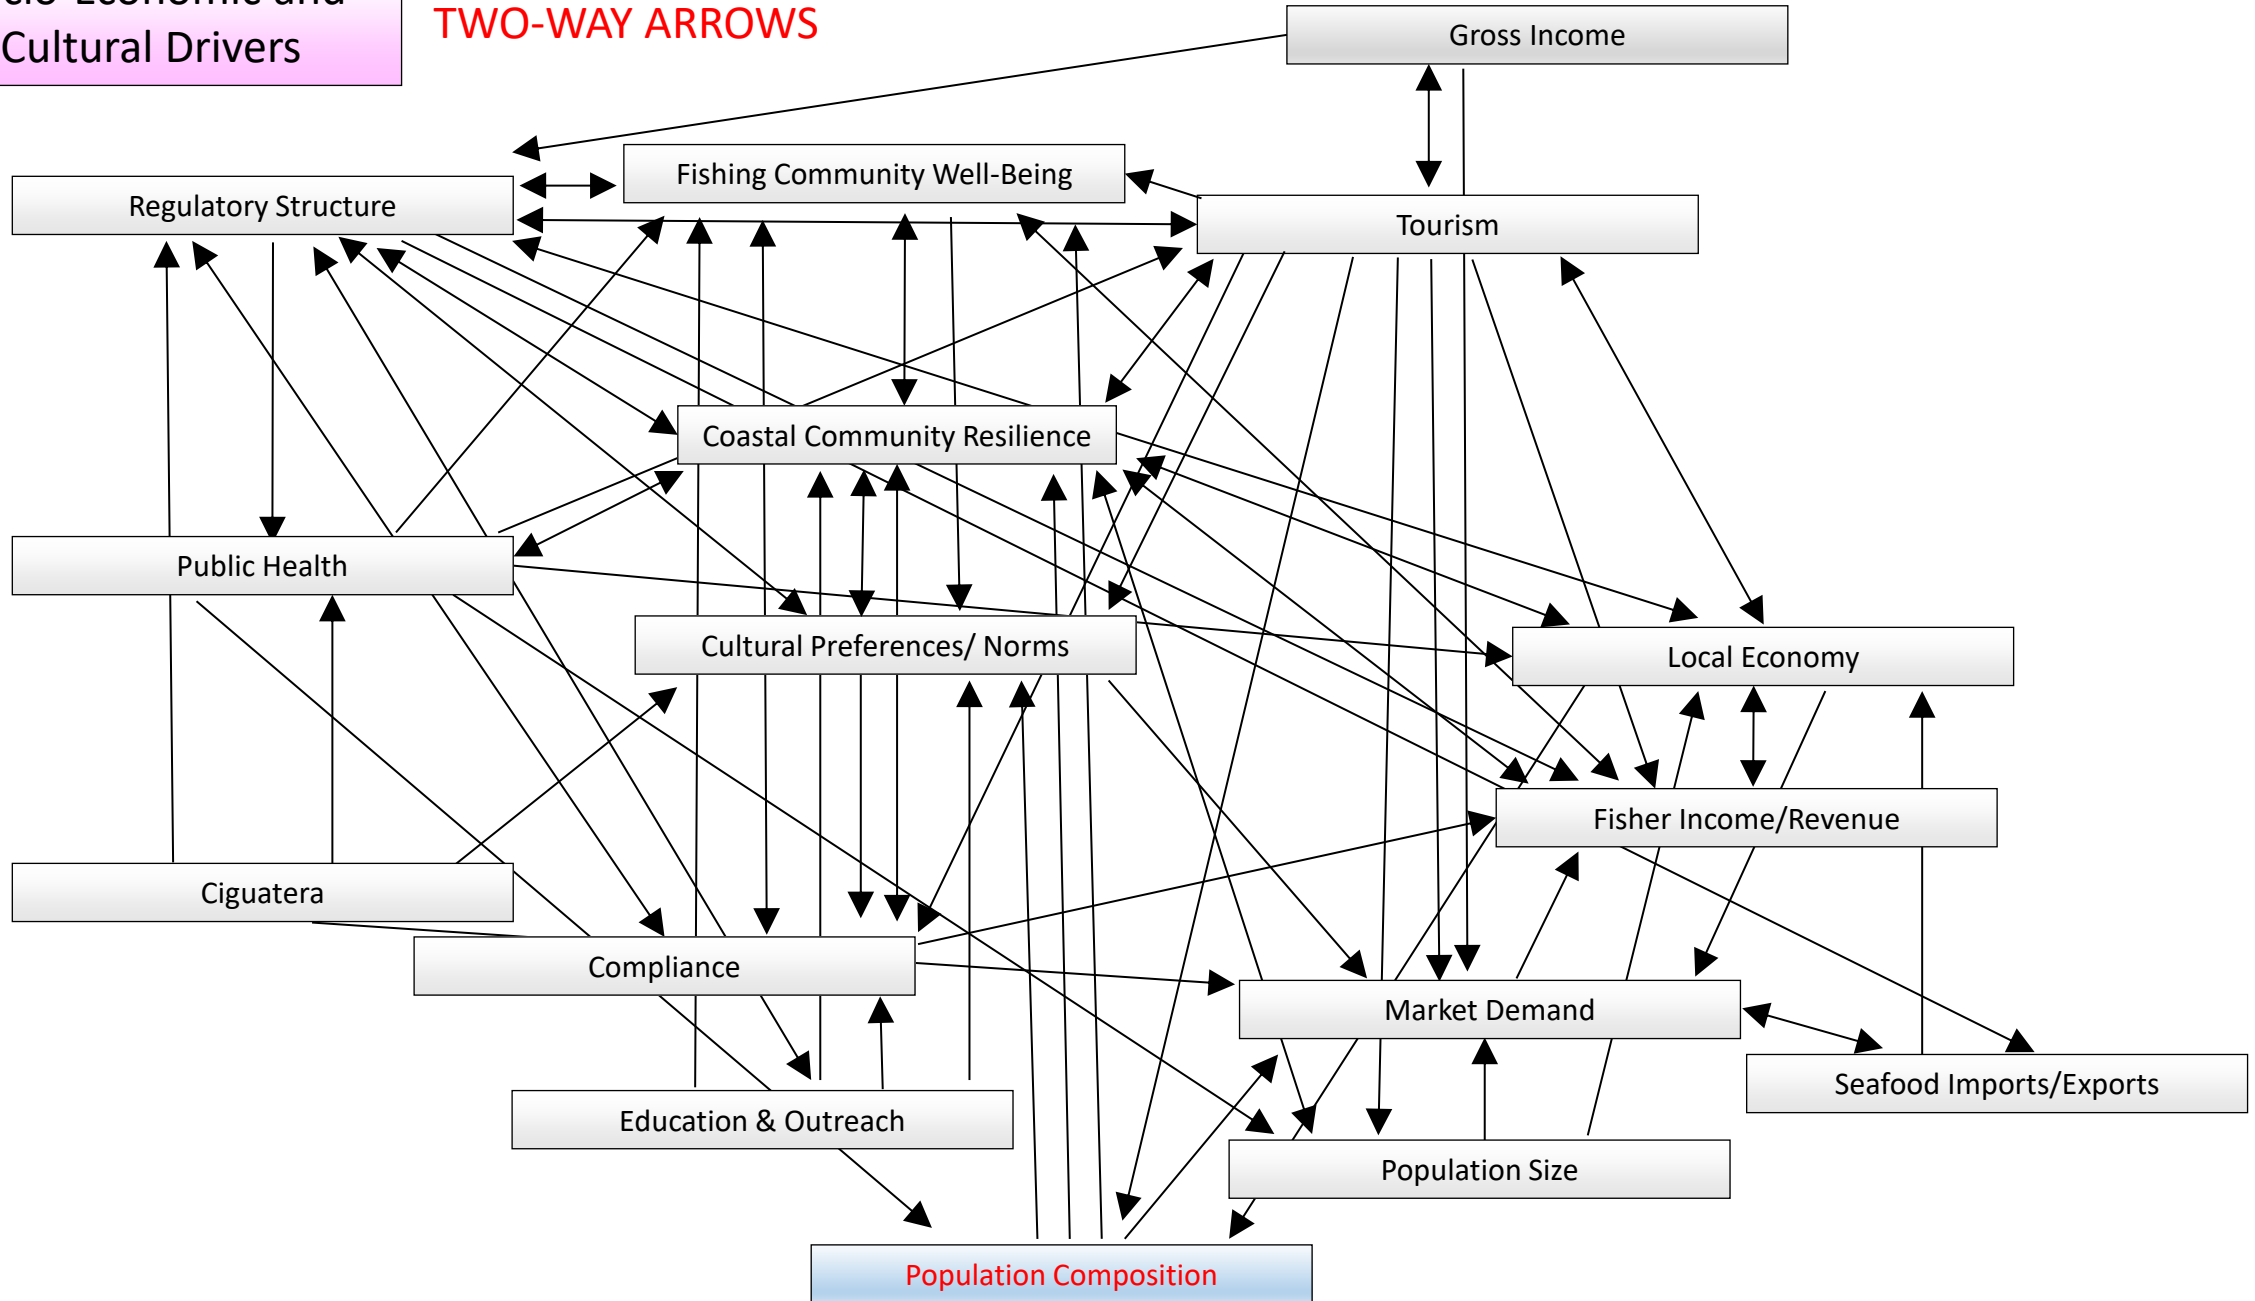 Cultural Drivers
TWO-WAY ARROWS
Gross Income
Fishing Community Well-Being
Regulatory Structure
Tourism
Coastal Community Resilience
Public Health
Cultural Preferences/ Norms
Local Economy
Fisher Income/Revenue
Ciguatera
Compliance
Market Demand
Seafood Imports/Exports
Education & Outreach
Population Size
Population Composition